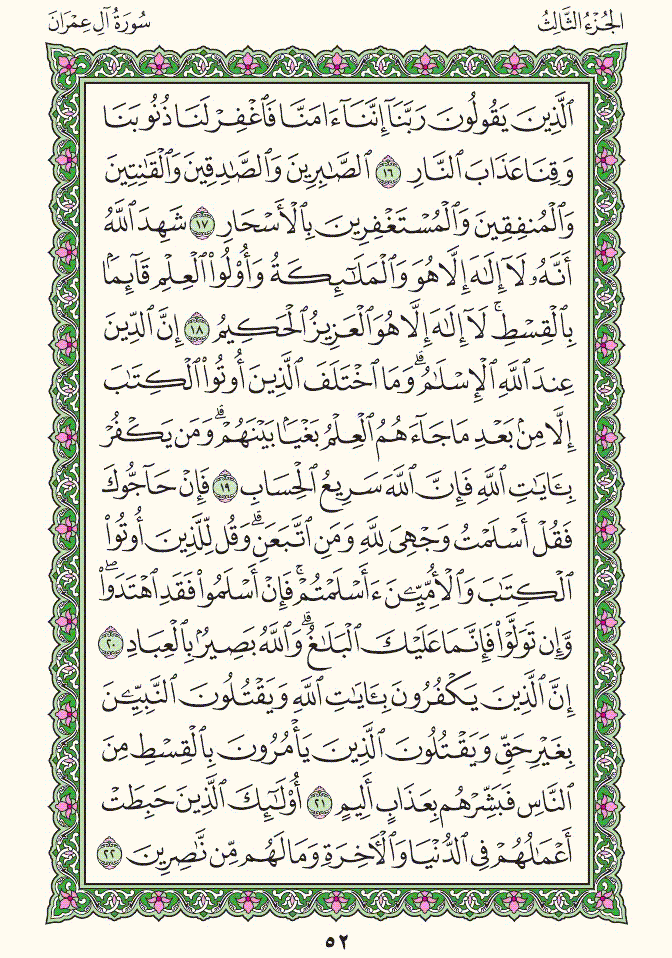 الجُزْءُ الثَّالِثُ
سُورَةُ آلِ عِمْرَانَ
ٱلَّذِينَ يَقُولُونَ رَبَّنَآ إِنَّنَآ ءَامَنَّا فَٱغْفِرْ لَنَا ذُنُوبَنَا
وَقِنَا عَذَابَ ٱلنَّارِ ١٦ ٱلصَّٰبِرِينَ وَٱلصَّٰدِقِينَ وَٱلْقَٰنِتِينَ
وَٱلْمُنفِقِينَ وَٱلْمُسْتَغْفِرِينَ بِٱلْأَسْحَارِ ١٧ شَهِدَ ٱللَّهُ
أَنَّهُۥ لَآ إِلَٰهَ إِلَّا هُوَ وَٱلْمَلَٰٓئِكَةُ وَأُو۟لُوا۟ ٱلْعِلْمِ قَآئِمَۢا
بِٱلْقِسْطِۚ لَآ إِلَٰهَ إِلَّا هُوَ ٱلْعَزِيزُ ٱلْحَكِيمُ ١٨ إِنَّ ٱلدِّينَ
عِندَ ٱللَّهِ ٱلْإِسْلَٰمُۗ وَمَا ٱخْتَلَفَ ٱلَّذِينَ أُوتُوا۟ ٱلْكِتَٰبَ
إِلَّا مِنۢ بَعْدِ مَا جَآءَهُمُ ٱلْعِلْمُ بَغْيَۢا بَيْنَهُمْۗ وَمَن يَكْفُرْ
بِـَٔايَٰتِ ٱللَّهِ فَإِنَّ ٱللَّهَ سَرِيعُ ٱلْحِسَابِ ١٩ فَإِنْ حَآجُّوكَ
فَقُلْ أَسْلَمْتُ وَجْهِىَ لِلَّهِ وَمَنِ ٱتَّبَعَنِۗ وَقُل لِّلَّذِينَ أُوتُوا۟
ٱلْكِتَٰبَ وَٱلْأُمِّيِّـۧنَ ءَأَسْلَمْتُمْۚ فَإِنْ أَسْلَمُوا۟ فَقَدِ ٱهْتَدَوا۟ۖ
وَّإِن تَوَلَّوْا۟ فَإِنَّمَا عَلَيْكَ ٱلْبَلَٰغُۗ وَٱللَّهُ بَصِيرٌۢ بِٱلْعِبَادِ ٢٠
إِنَّ ٱلَّذِينَ يَكْفُرُونَ بِـَٔايَٰتِ ٱللَّهِ وَيَقْتُلُونَ ٱلنَّبِيِّـۧنَ
بِغَيْرِ حَقٍّ وَيَقْتُلُونَ ٱلَّذِينَ يَأْمُرُونَ بِٱلْقِسْطِ مِنَ
ٱلنَّاسِ فَبَشِّرْهُم بِعَذَابٍ أَلِيمٍ ٢١ أُو۟لَٰٓئِكَ ٱلَّذِينَ حَبِطَتْ
أَعْمَٰلُهُمْ فِى ٱلدُّنْيَا وَٱلْءَاخِرَةِ وَمَا لَهُم مِّن نَّٰصِرِينَ ٢٢
٥٢